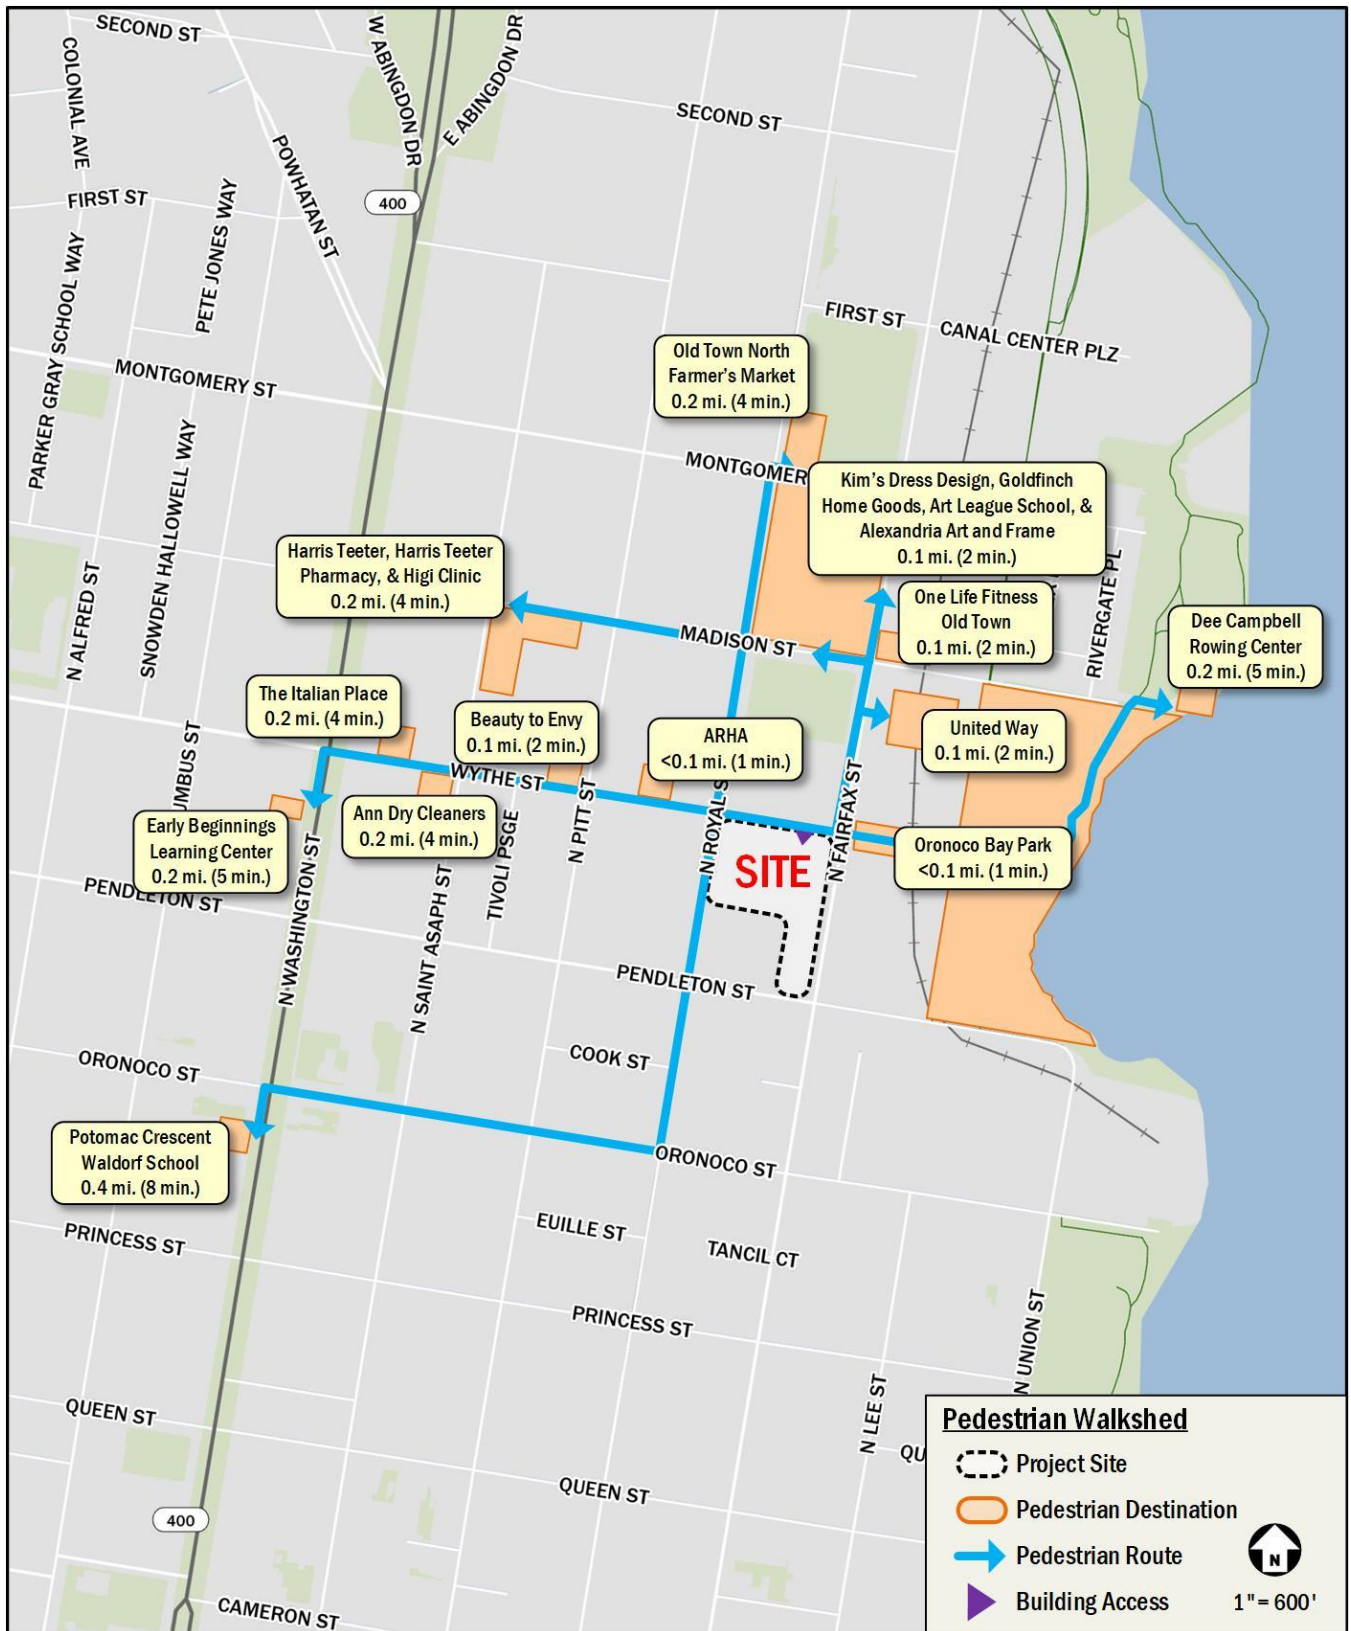 SECOND ST
COLONIAL AVE
W ABINGDON DR
E ABINGDON DR
SECOND ST
POWHATAN ST
FIRST ST
400
PETE JONES WAY
PARKER GRAY SCHOOL WAY
FIRST ST
CANAL CENTER PLZ
MONTGOMERY ST
Old Town North
Farmer's Market
0.2 mi. (4 min.)
SNOWDEN HALLOWELL WAY
MONTGOMER
Kim's Dress Design, Goldfinch
Home Goods, Art League School, &
Alexandria Art and Frame
0.1 mi. (2 min.)
Harris Teeter, Harris Teeter
Pharmacy, & Higi Clinic
0.2 mi. (4 min.)
N ALFRED ST
RIVERGATE PL
One Life Fitness
Old Town
0.1 mi. (2 min.)
Dee Campbell
Rowing Center
0.2 mi. (5 min.)
MADISON ST
The Italian Place
0.2 mi. (4 min.)
Beauty to Envy
0.1 mi. (2 min.)
ARHA
<0.1 mi. (1 min.)
United Way
0.1 mi. (2 min.)
UMBUS ST
WYTHE ST
Ann Dry Cleaners
0.2 mi. (4 min.)
Early Beginnings
Learning Center
0.2 mi. (5 min.)
N PITT ST
N ROYAL S
N FAIRFAX ST
SITE
Oronoco Bay Park
<0.1 mi. (1 min.)
TIVOLI PSGE
PENDLETON ST
N WASHINGTON ST
N SAINT ASAPH ST
PENDLETON ST
ORONOCO ST
COOK ST
Potomac Crescent
Waldorf School
0.4 mi. (8 min.)
ORONOCO ST
PRINCESS ST
EUILLE ST
TANCIL CT
PRINCESS ST
N UNION ST
QUEEN ST
N LEE ST
QU
QUEEN ST
400
CAMERON ST
Pedestrian Walkshed
Project Site
Pedestrian Destination
Pedestrian Route
Building Access
N
1"= 600'